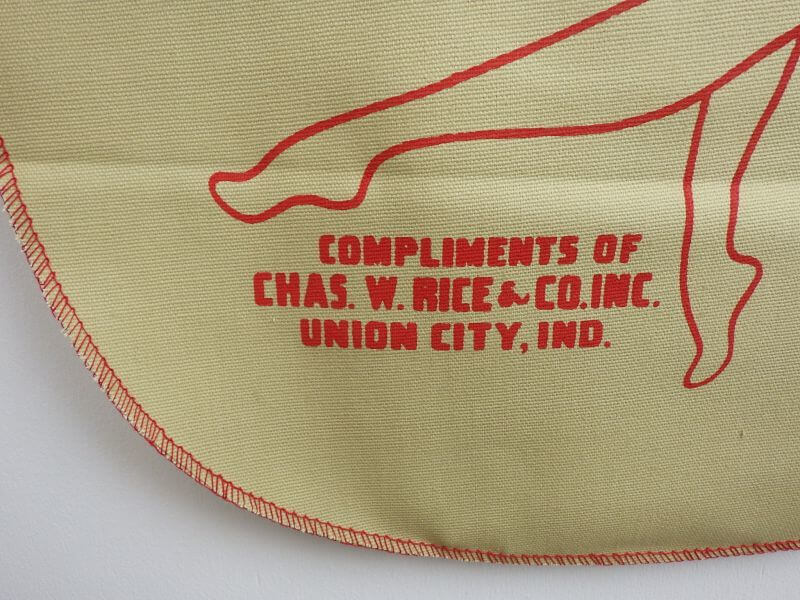 COMPLIMENTS OF
CHAS. W. RICE & CO. INC.
UNION CITY, IND.